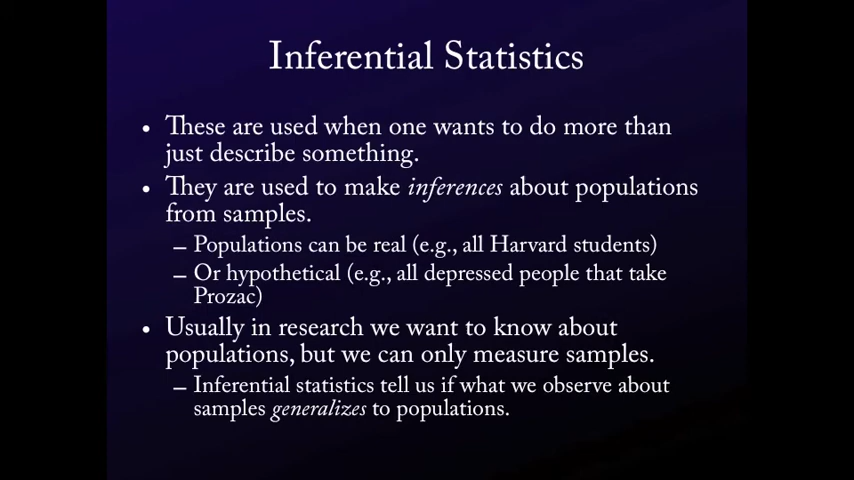 Inferential Statistics
• These are used when one wants to do more than
just describe something.
• They are used to make inferences about populations
from samples.
– Populations can be real (e.g., all Harvard students)
– Or hypothetical (e.g., all depressed people that take
Prozac)
• Usually in research we want to know about
populations, but we can only measure samples.
– Inferential statistics tell us if what we observe about
samples generalizes to populations.